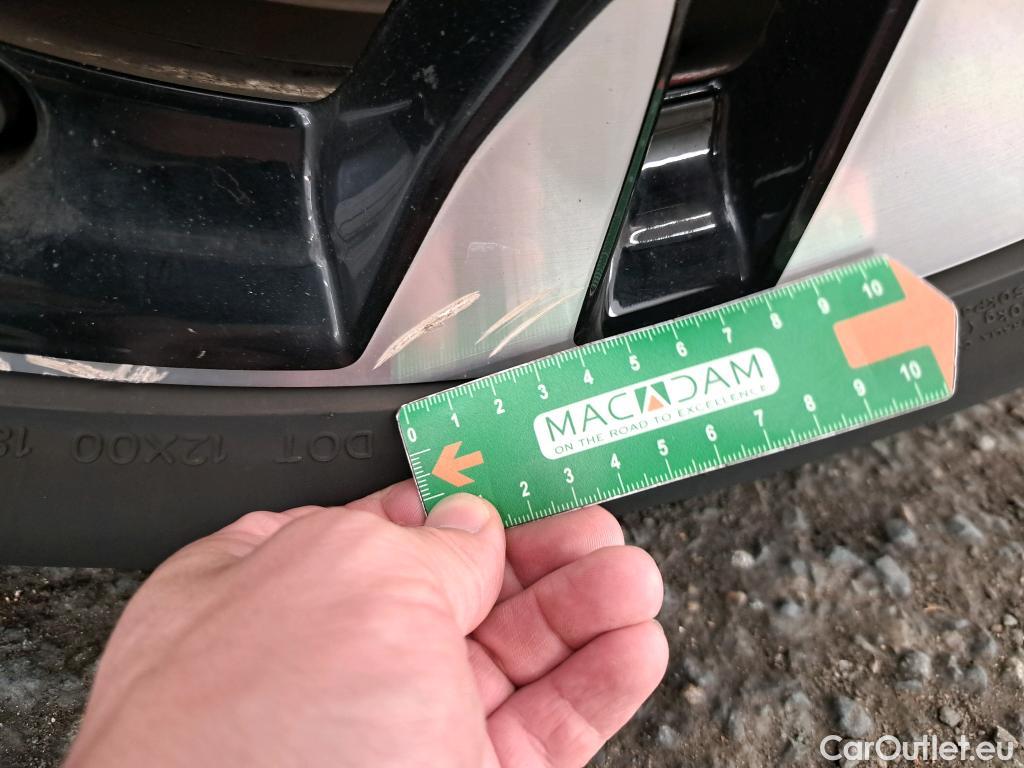 0 1 2 3 4 5 6 7 8 9 10
MACADAM
ON THE ROAD TO EXCELLENCE
2 3 4 5 6 7 8 9 10
DOT 12X00 18
CarOutlet.eu